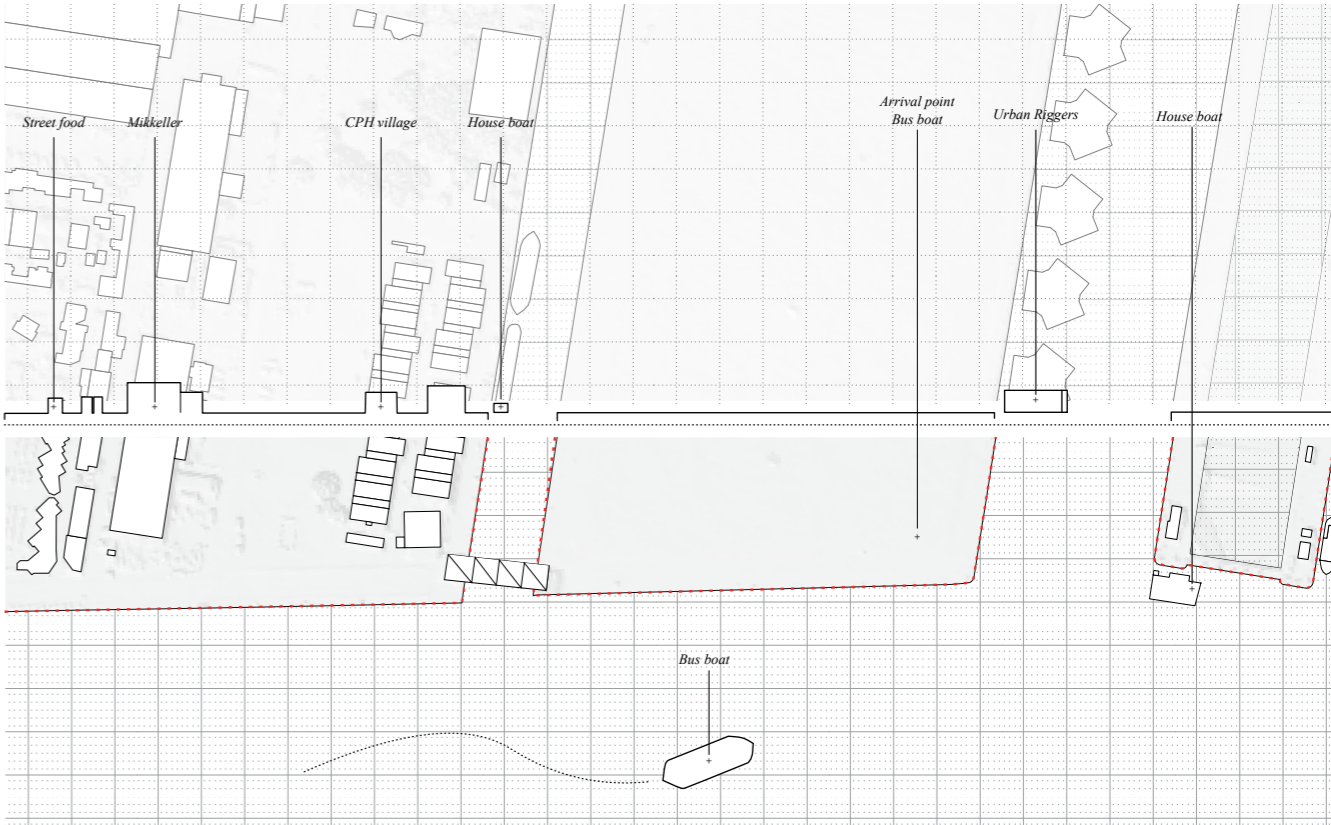 Street food
Mikkeller
CPH village
House boat
Arrival point
Bus boat
Urban Riggers
House boat
Bus boat